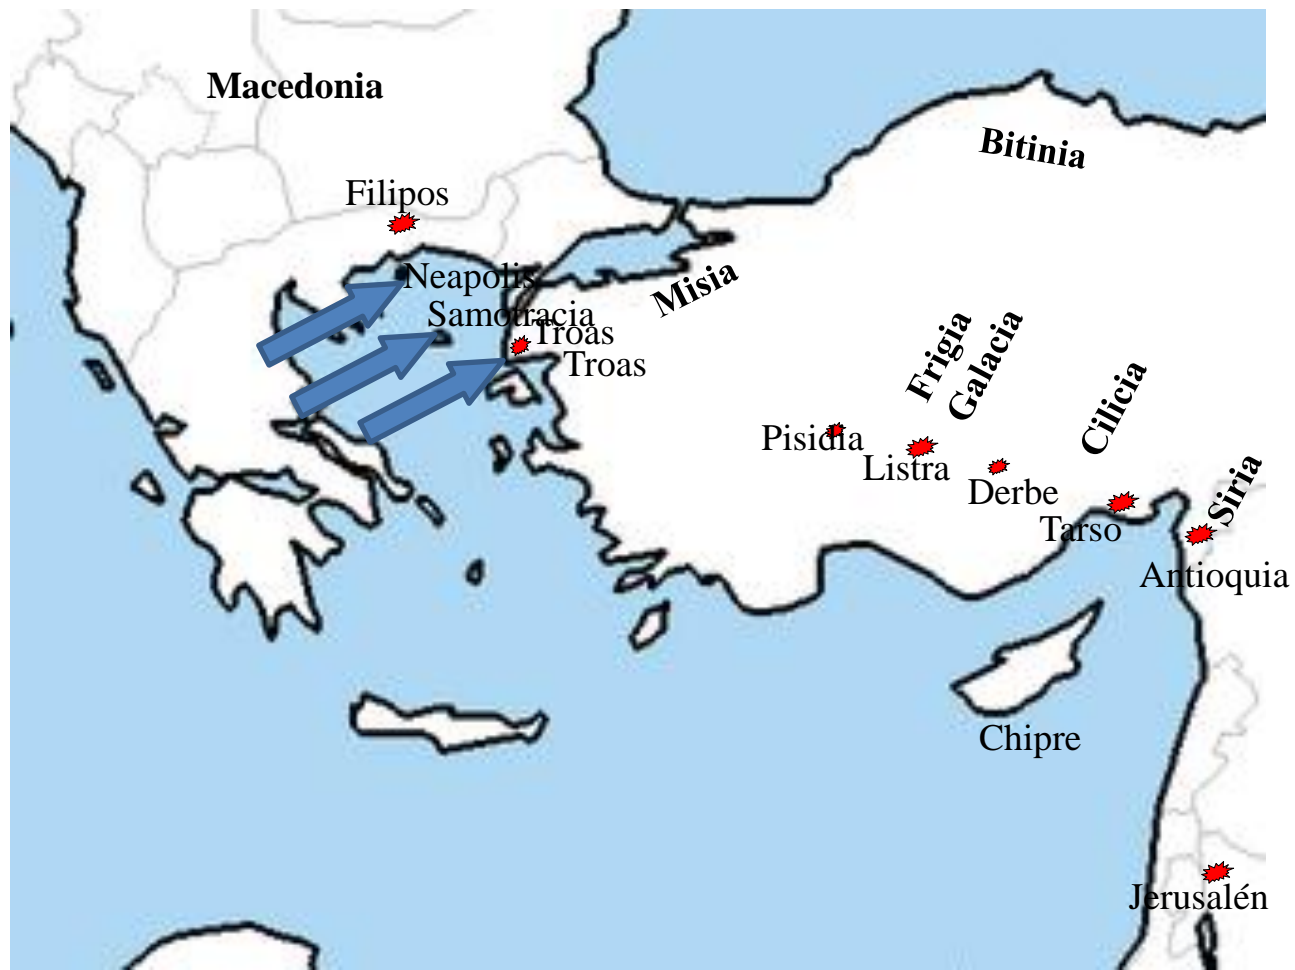 Macedonia
Bitinia
Filipos
Neapolis
Misia
Samotracia
Troas
Troas
Frigia
Galacia
Cilicia
Pisidia
Listra
Derbe
Siria
Tarso
Antioquia
Chipre
Jerusalén